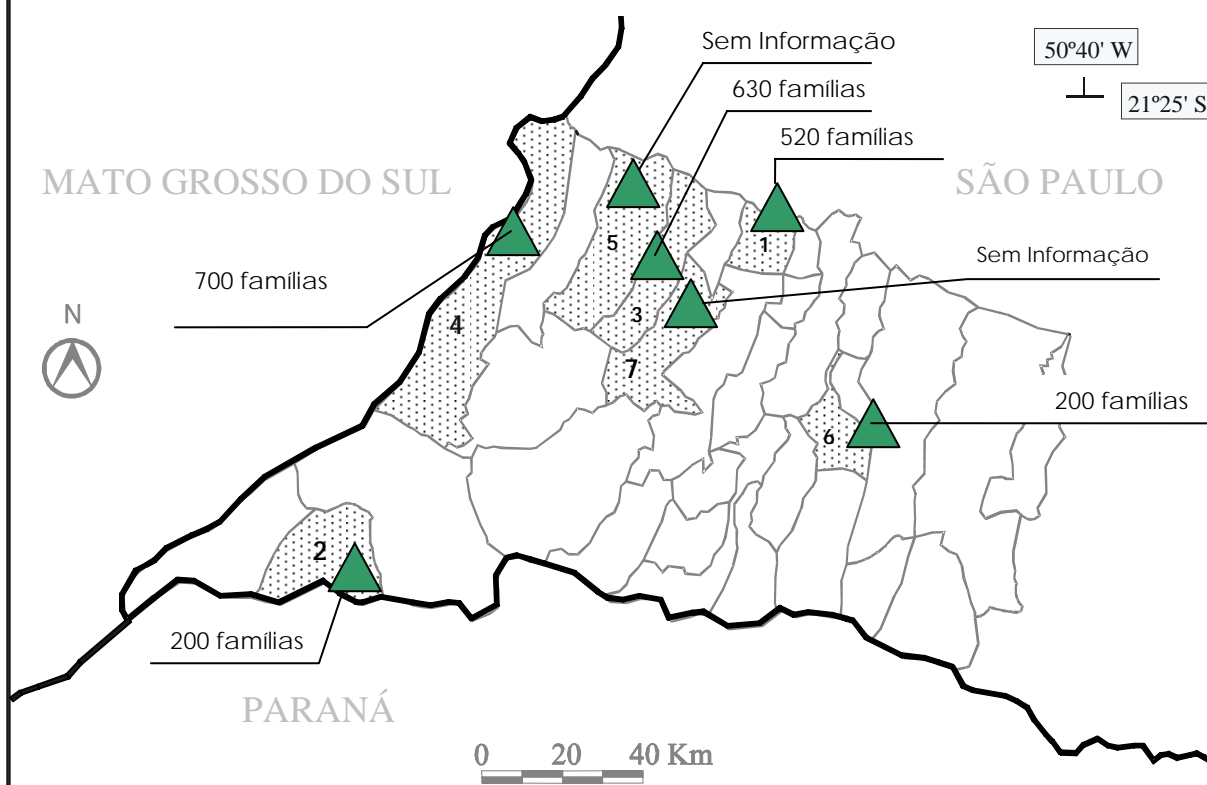 Sem Informação
50º40' W
630 famílias
21º25' S
520 famílias
MATO GROSSO DO SUL
SÃO PAULO
5
1
Sem Informação
700 famílias
N
3
4
7
200 famílias
6
2
200 famílias
PARANÁ
0 20 40 Km